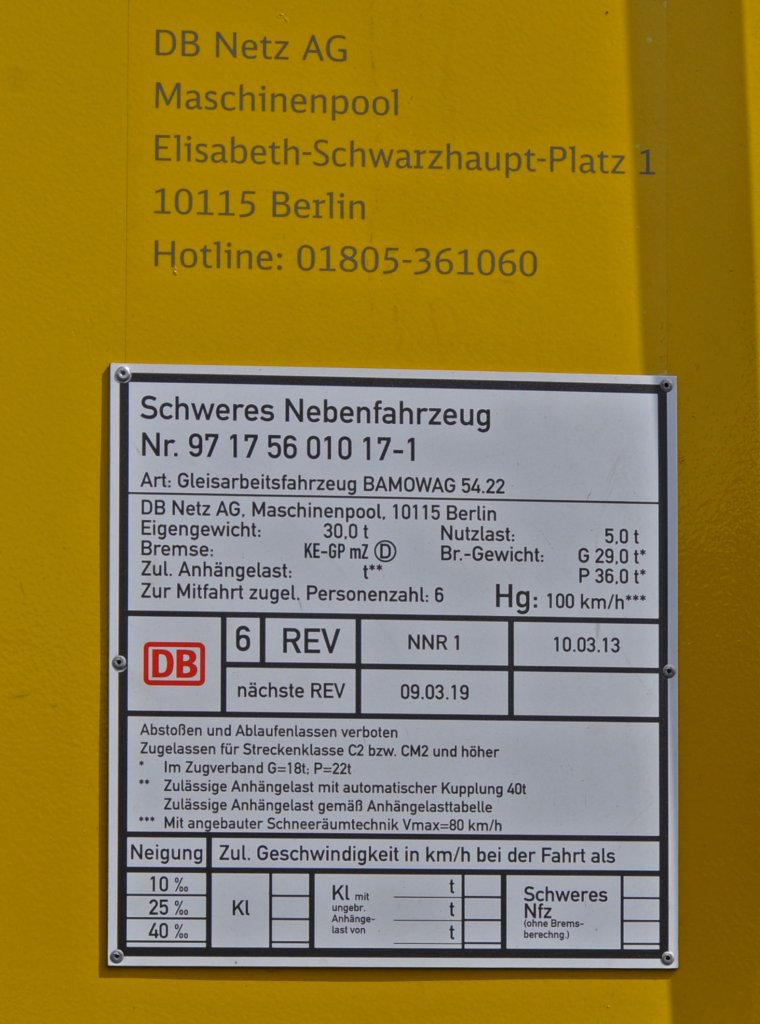 DB Netz AG
Maschinenpool
Elisabeth-Schwarzhaupt-Platz 1
10115 Berlin
Hotline: 01805-361060
Schweres Nebenfahrzeug
Nr. 97 17 56 010 17-1
Art: Gleisarbeitsfahrzeug BAMOWAG 54.22
DB Netz AG, Maschinenpool, 10115 Berlin
Eigengewicht: 30,0 t Nutzlast: 5,0 t
Bremse: KE-GP mZ Ⓓ Br.-Gewicht: G 29,0 t*
Zul. Anhängelast: t** P 36,0 t*
Zur Mitfahrt zugel. Personenzahl: 6 Hg: 100 km/h***
DB 6 REV NNR 1 10.03.13
nächste REV 09.03.19
Abstoßen und Ablaufenlassen verboten
Zugelassen für Streckenklasse C2 bzw. CM2 und höher
* Im Zugverband G=18t; P=22t
** Zulässige Anhängelast mit automatischer Kupplung 40t
Zulässige Anhängelast gemäß Anhängelasttabelle
*** Mit angebauter Schneeräumtechnik Vmax=80 km/h
Neigung Zul. Geschwindigkeit in km/h bei der Fahrt als
10 ‰
25 ‰
40 ‰
Kl
Kl mit
ungebr.
Anhänge-
last von
t
t
t
Schweres
Nfz
(ohne Brems-
berechng.)